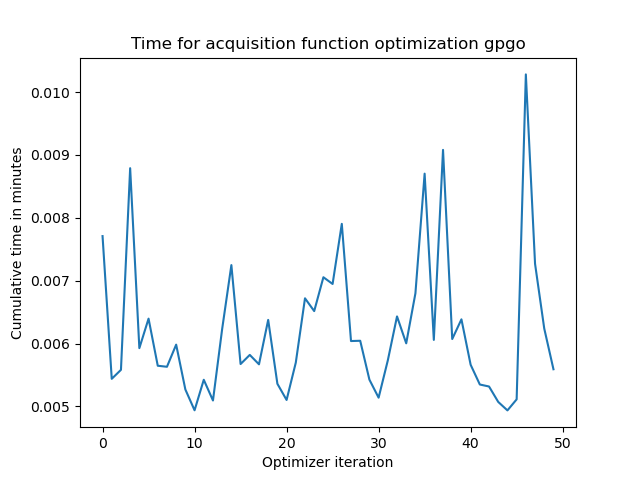 Time for acquisition function optimization gpgo
Cumulative time in minutes
0.010
0.009
0.008
0.007
0.006
0.005
0 10 20 30 40 50
Optimizer iteration